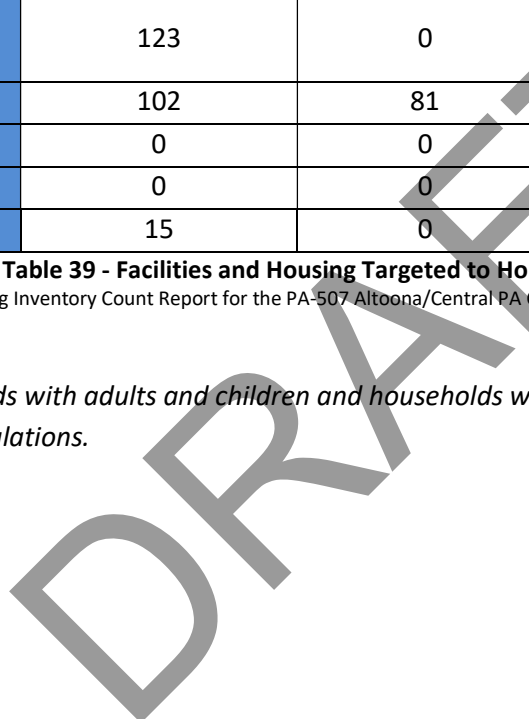 123 0
102 81
0 0
0 0
15 0
Table 39 - Facilities and Housing Targeted to Ho
g Inventory Count Report for the PA-507 Altoona/Central PA
ds with adults and children and households w
lations.
DRAFT